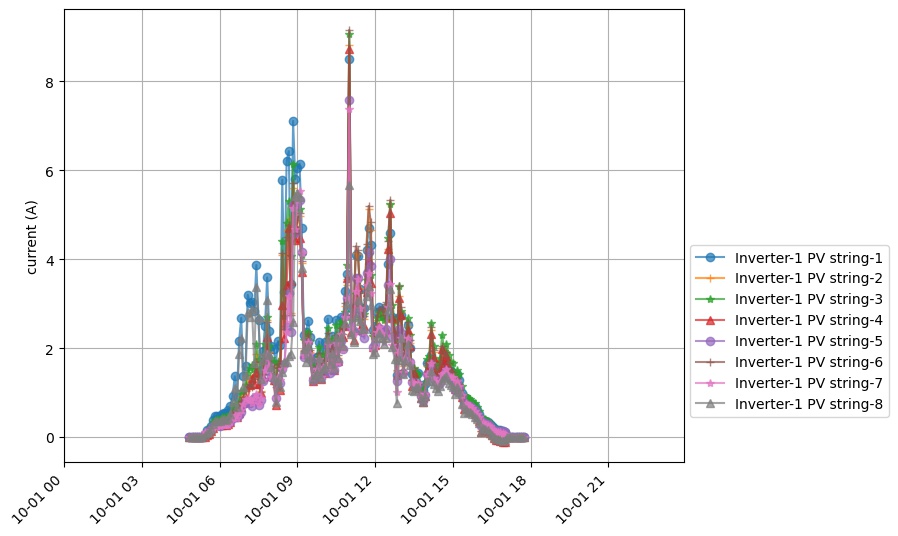 current (A)
8
6
4
2
0
10-01 00
10-01 03
10-01 06
10-01 09
10-01 12
10-01 15
10-01 18
10-01 21
Inverter-1 PV string-1
Inverter-1 PV string-2
Inverter-1 PV string-3
Inverter-1 PV string-4
Inverter-1 PV string-5
Inverter-1 PV string-6
Inverter-1 PV string-7
Inverter-1 PV string-8